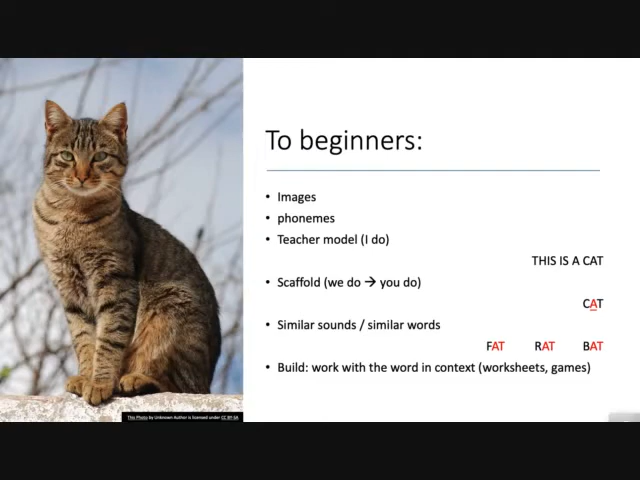 To beginners:
• Images
• phonemes
• Teacher model (I do)
THIS IS A CAT
• Scaffold (we do → you do)
CAT
• Similar sounds / similar words
FAT RAT BAT
• Build: work with the word in context (worksheets, games)
This Photo by Unknown Author is licensed under CC BY-SA